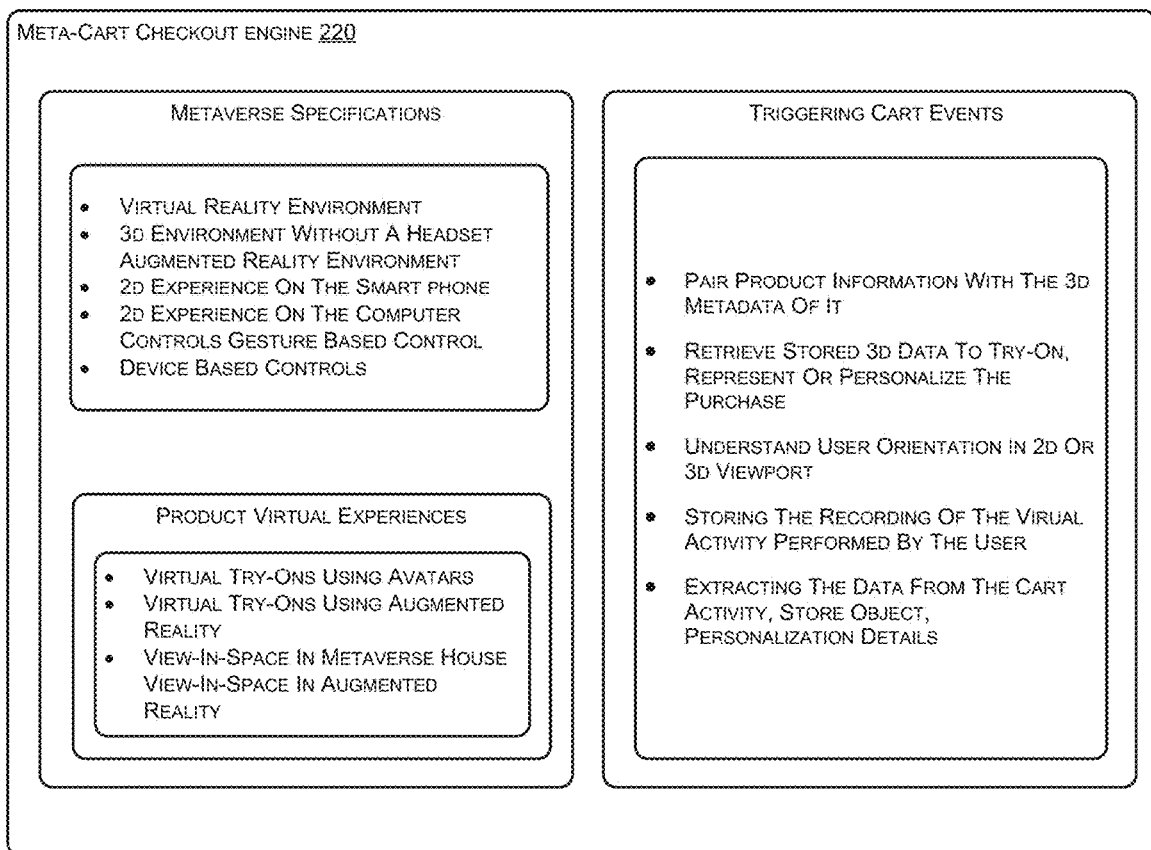 META-CART CHECKOUT ENGINE 220
METAVERSE SPECIFICATIONS
• VIRTUAL REALITY ENVIRONMENT
• 3D ENVIRONMENT WITHOUT A HEADSET
AUGMENTED REALITY ENVIRONMENT
• 2D EXPERIENCE ON THE SMART PHONE
• 2D EXPERIENCE ON THE COMPUTER
CONTROLS GESTURE BASED CONTROL
• DEVICE BASED CONTROLS
PRODUCT VIRTUAL EXPERIENCES
• VIRTUAL TRY-ONS USING AVATARS
• VIRTUAL TRY-ONS USING AUGMENTED
REALITY
• VIEW-IN-SPACE IN METAVERSE HOUSE
VIEW-IN-SPACE IN AUGMENTED
REALITY
TRIGGERING CART EVENTS
• PAIR PRODUCT INFORMATION WITH THE 3D
METADATA OF IT
• RETRIEVE STORED 3D DATA TO TRY-ON,
REPRESENT OR PERSONALIZE THE
PURCHASE
• UNDERSTAND USER ORIENTATION IN 2D OR
3D VIEWPORT
• STORING THE RECORDING OF THE VIRUAL
ACTIVITY PERFORMED BY THE USER
• EXTRACTING THE DATA FROM THE CART
ACTIVITY, STORE OBJECT,
PERSONALIZATION DETAILS